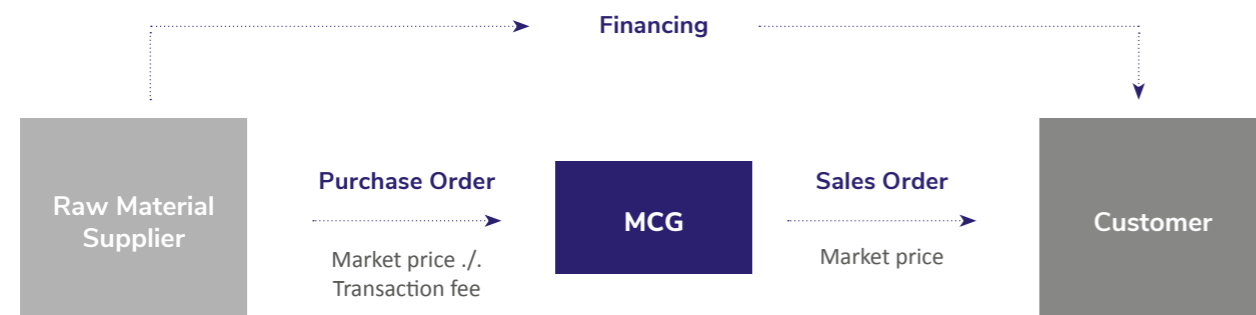 Financing
Raw Material
Supplier
Purchase Order
Market price ./.
Transaction fee
MCG
Sales Order
Market price
Customer